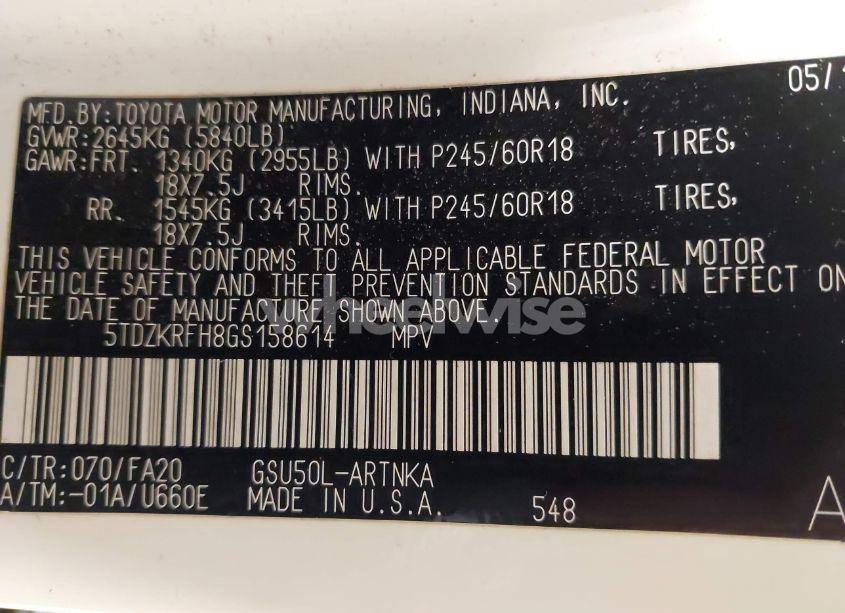 05/1
MFD.BY:TOYOTA MOTOR MANUFACTURING, INDIANA, INC.
GVWR:2645KG (5840LB)
GAWR:FRT. 1340KG (2955LB) WITH P245/60R18 TIRES,
18X7.5J RIMS.
RR. 1545KG (3415LB) WITH P245/60R18 TIRES,
18X7.5J RIMS.
THIS VEHICLE CONFORMS TO ALL APPLICABLE FEDERAL MOTOR
VEHICLE SAFETY AND THEFT PREVENTION STANDARDS IN EFFECT ON
THE DATE OF MANUFACTURE SHOWN ABOVE.
wheelwise
5TDZKRFH8GS158614 MPV
C/TR:070/FA20 GSU50L-ARTNKA
A/TM:-01A/U660E MADE IN U.S.A. 548 A